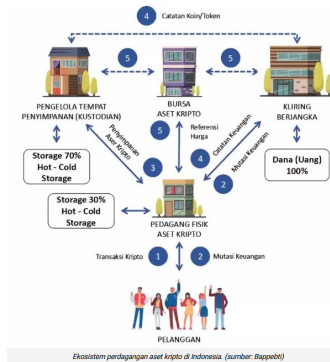 4 Catatan Koin/Token
5
5
PENGELOLA TEMPAT
PENYIMPANAN (KUSTODIAN)
BURSA
ASET KRIPTO
KLIRING
BERJANGKA
Storage 70%
Hot - Cold
Storage
Penyimpanan
Aser Kripto
3
5
Referensi
Harga
4
Catatan Keuangan
Mutasi Keuangan
2
Dana (Uang)
100%
Storage 30%
Hot - Cold
Storage
PEDAGANG FISIK
ASET KRIPTO
Transaksi Kripto 1 2 Mutasi Keuangan
PELANGGAN
Ekosistem perdagangan aset kripto di Indonesia. (sumber: Bappebti)